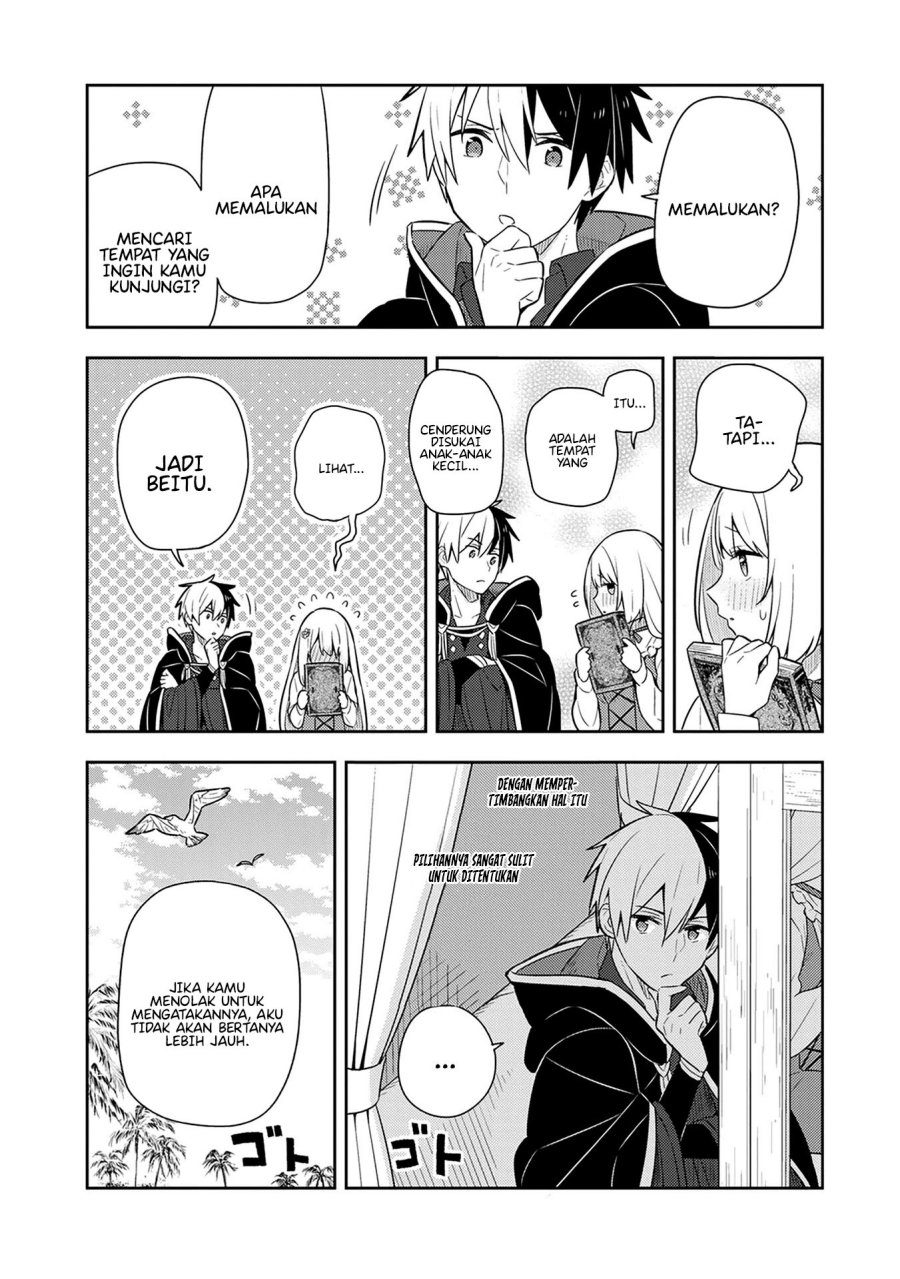 MEMALUKAN?
APA
MEMALUKAN
MENCARI
TEMPAT YANG
INGIN KAMU
KUNJUNGI?
TA-
TAPI...
ITU...
ADALAH
TEMPAT
YANG
CENDERUNG
DISUKAI
ANAK-ANAK
KECIL...
LIHAT...
JADI
BEITU.
DENGAN MEMPER-
TIMBANGKAN HAL ITU
PILIHANNYA SANGAT SULIT
UNTUK DITENTUKAN
...
ゴト
JIKA KAMU
MENOLAK UNTUK
MENGATAKANNYA, AKU
TIDAK AKAN BERTANYA
LEBIH JAUH.
ゴト